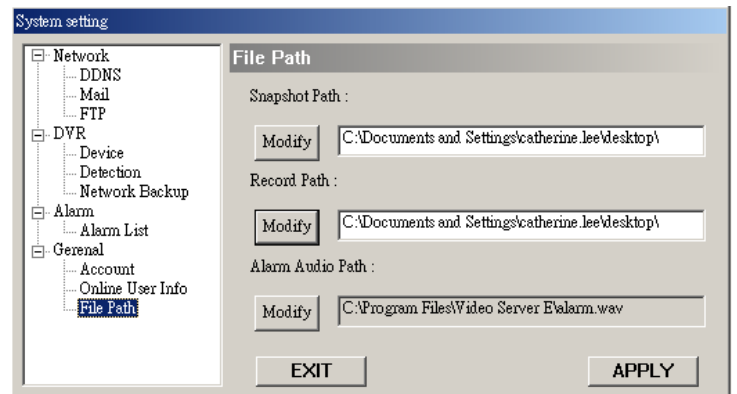 System setting
Network
DDNS
Mail
FTP
DVR
Device
Detection
Network Backup
Alarm
Alarm List
Gerenal
Account
Online User Info
File Path
File Path
Snapshot Path :
Modify
C:\Documents and Settings\catherine.lee\desktop\
Record Path :
Modify
C:\Documents and Settings\catherine.lee\desktop\
Alarm Audio Path :
Modify
C:\Program Files\Video Server E\alarm.wav
EXIT
APPLY